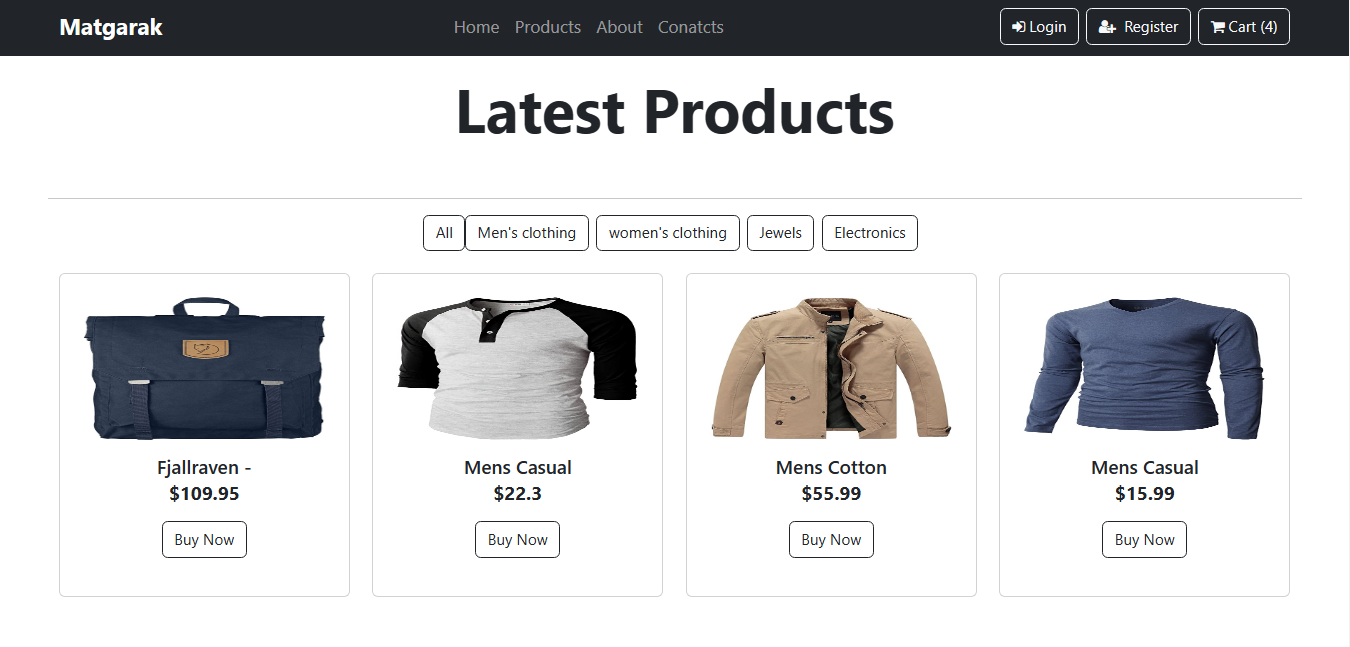 Matgarak Home Products About Conatcts Login Register Cart (4)
Latest Products
All Men's clothing women's clothing Jewels Electronics
Fjallraven - Mens Casual Mens Cotton Mens Casual
$109.95 $22.3 $55.99 $15.99
Buy Now Buy Now Buy Now Buy Now